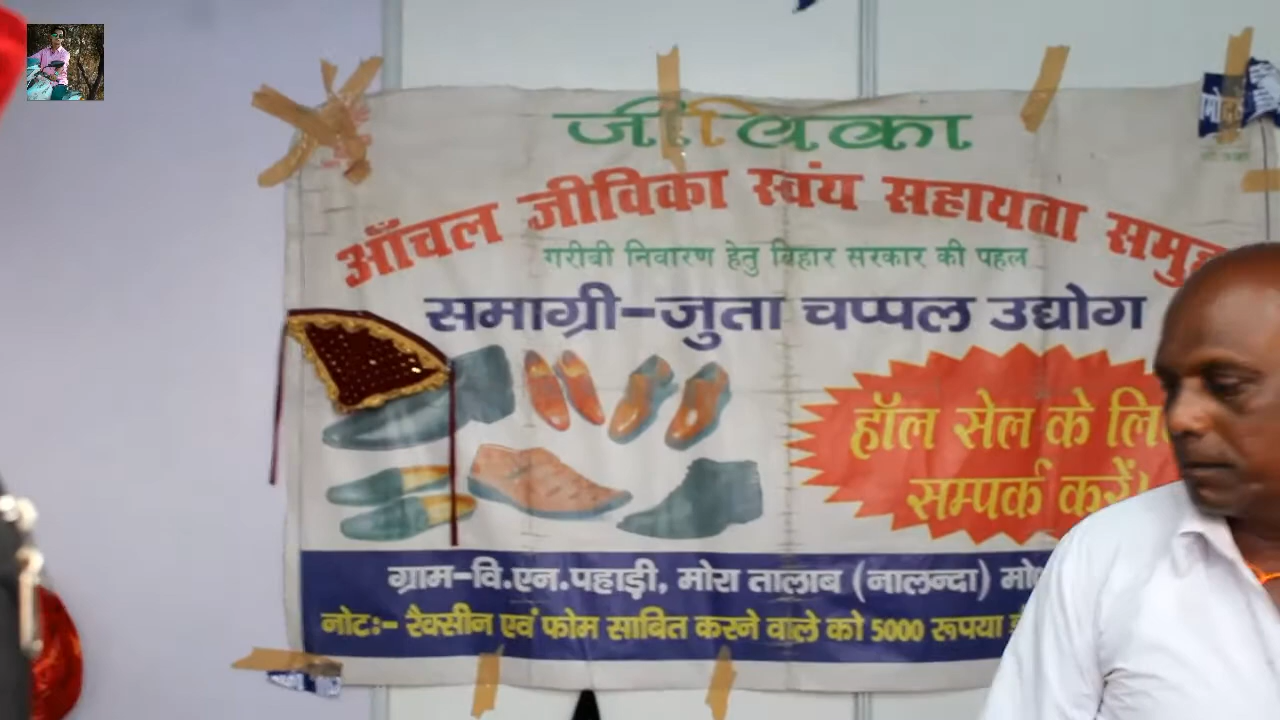 जीविका
आँचल जीविका स्वंय सहायता
गरीबी निवारण हेतु बिहार सरकार की पहल
समाग्री-जुता चप्पल उद्योग
हॉल सेल के
सम्पर्क करें!
ग्राम-वि.एन.पहाड़ी, मोरा तालाब (नालन्दा)
नोटः- रैक्सीन एवं फोम साबित करने वाले को 5000 रूपया